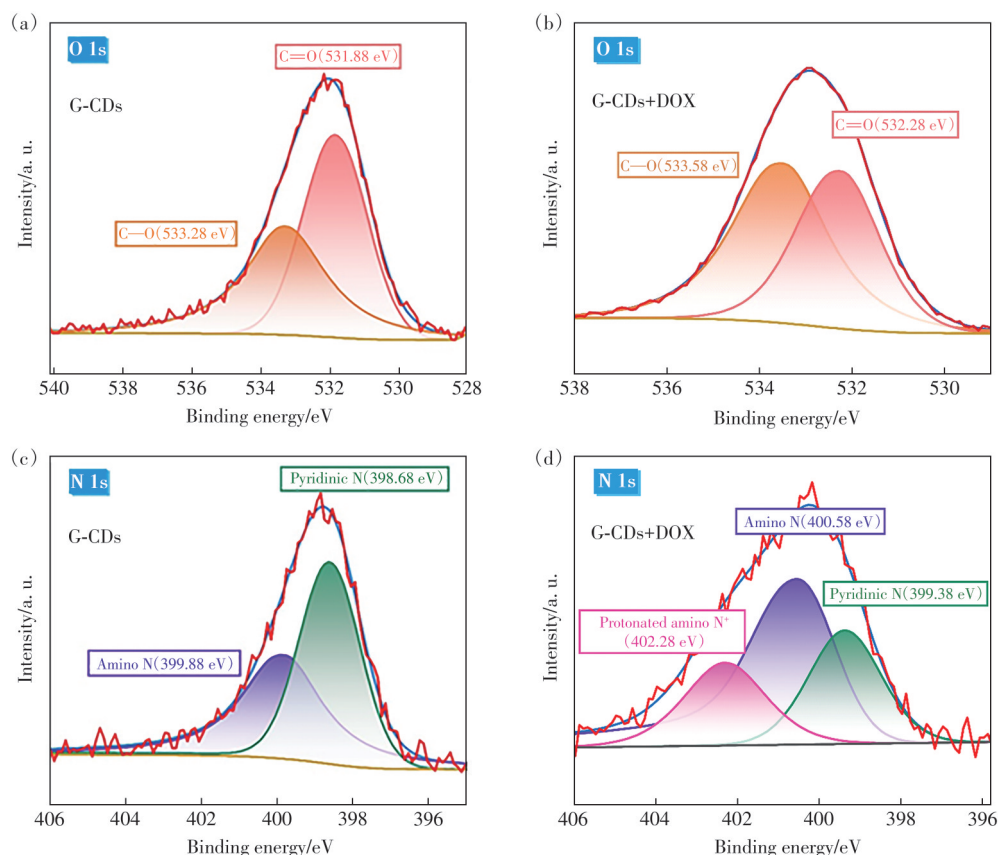 (a)
O 1s
C═O(531.88 eV)
G-CDs
C—O(533.28 eV)
Intensity/a. u.
540 538 536 534 532 530 528
Binding energy/eV
(b)
O 1s
G-CDs+DOX
C═O(532.28 eV)
C—O(533.58 eV)
Intensity/a. u.
538 536 534 532 530
Binding energy/eV
(c)
N 1s
Pyridinic N(398.68 eV)
G-CDs
Amino N(399.88 eV)
Intensity/a. u.
406 404 402 400 398 396
Binding energy/eV
(d)
N 1s
Amino N(400.58 eV)
G-CDs+DOX
Pyridinic N(399.38 eV)
Protonated amino N⁺
(402.28 eV)
Intensity/a. u.
406 404 402 400 398 396
Binding energy/eV